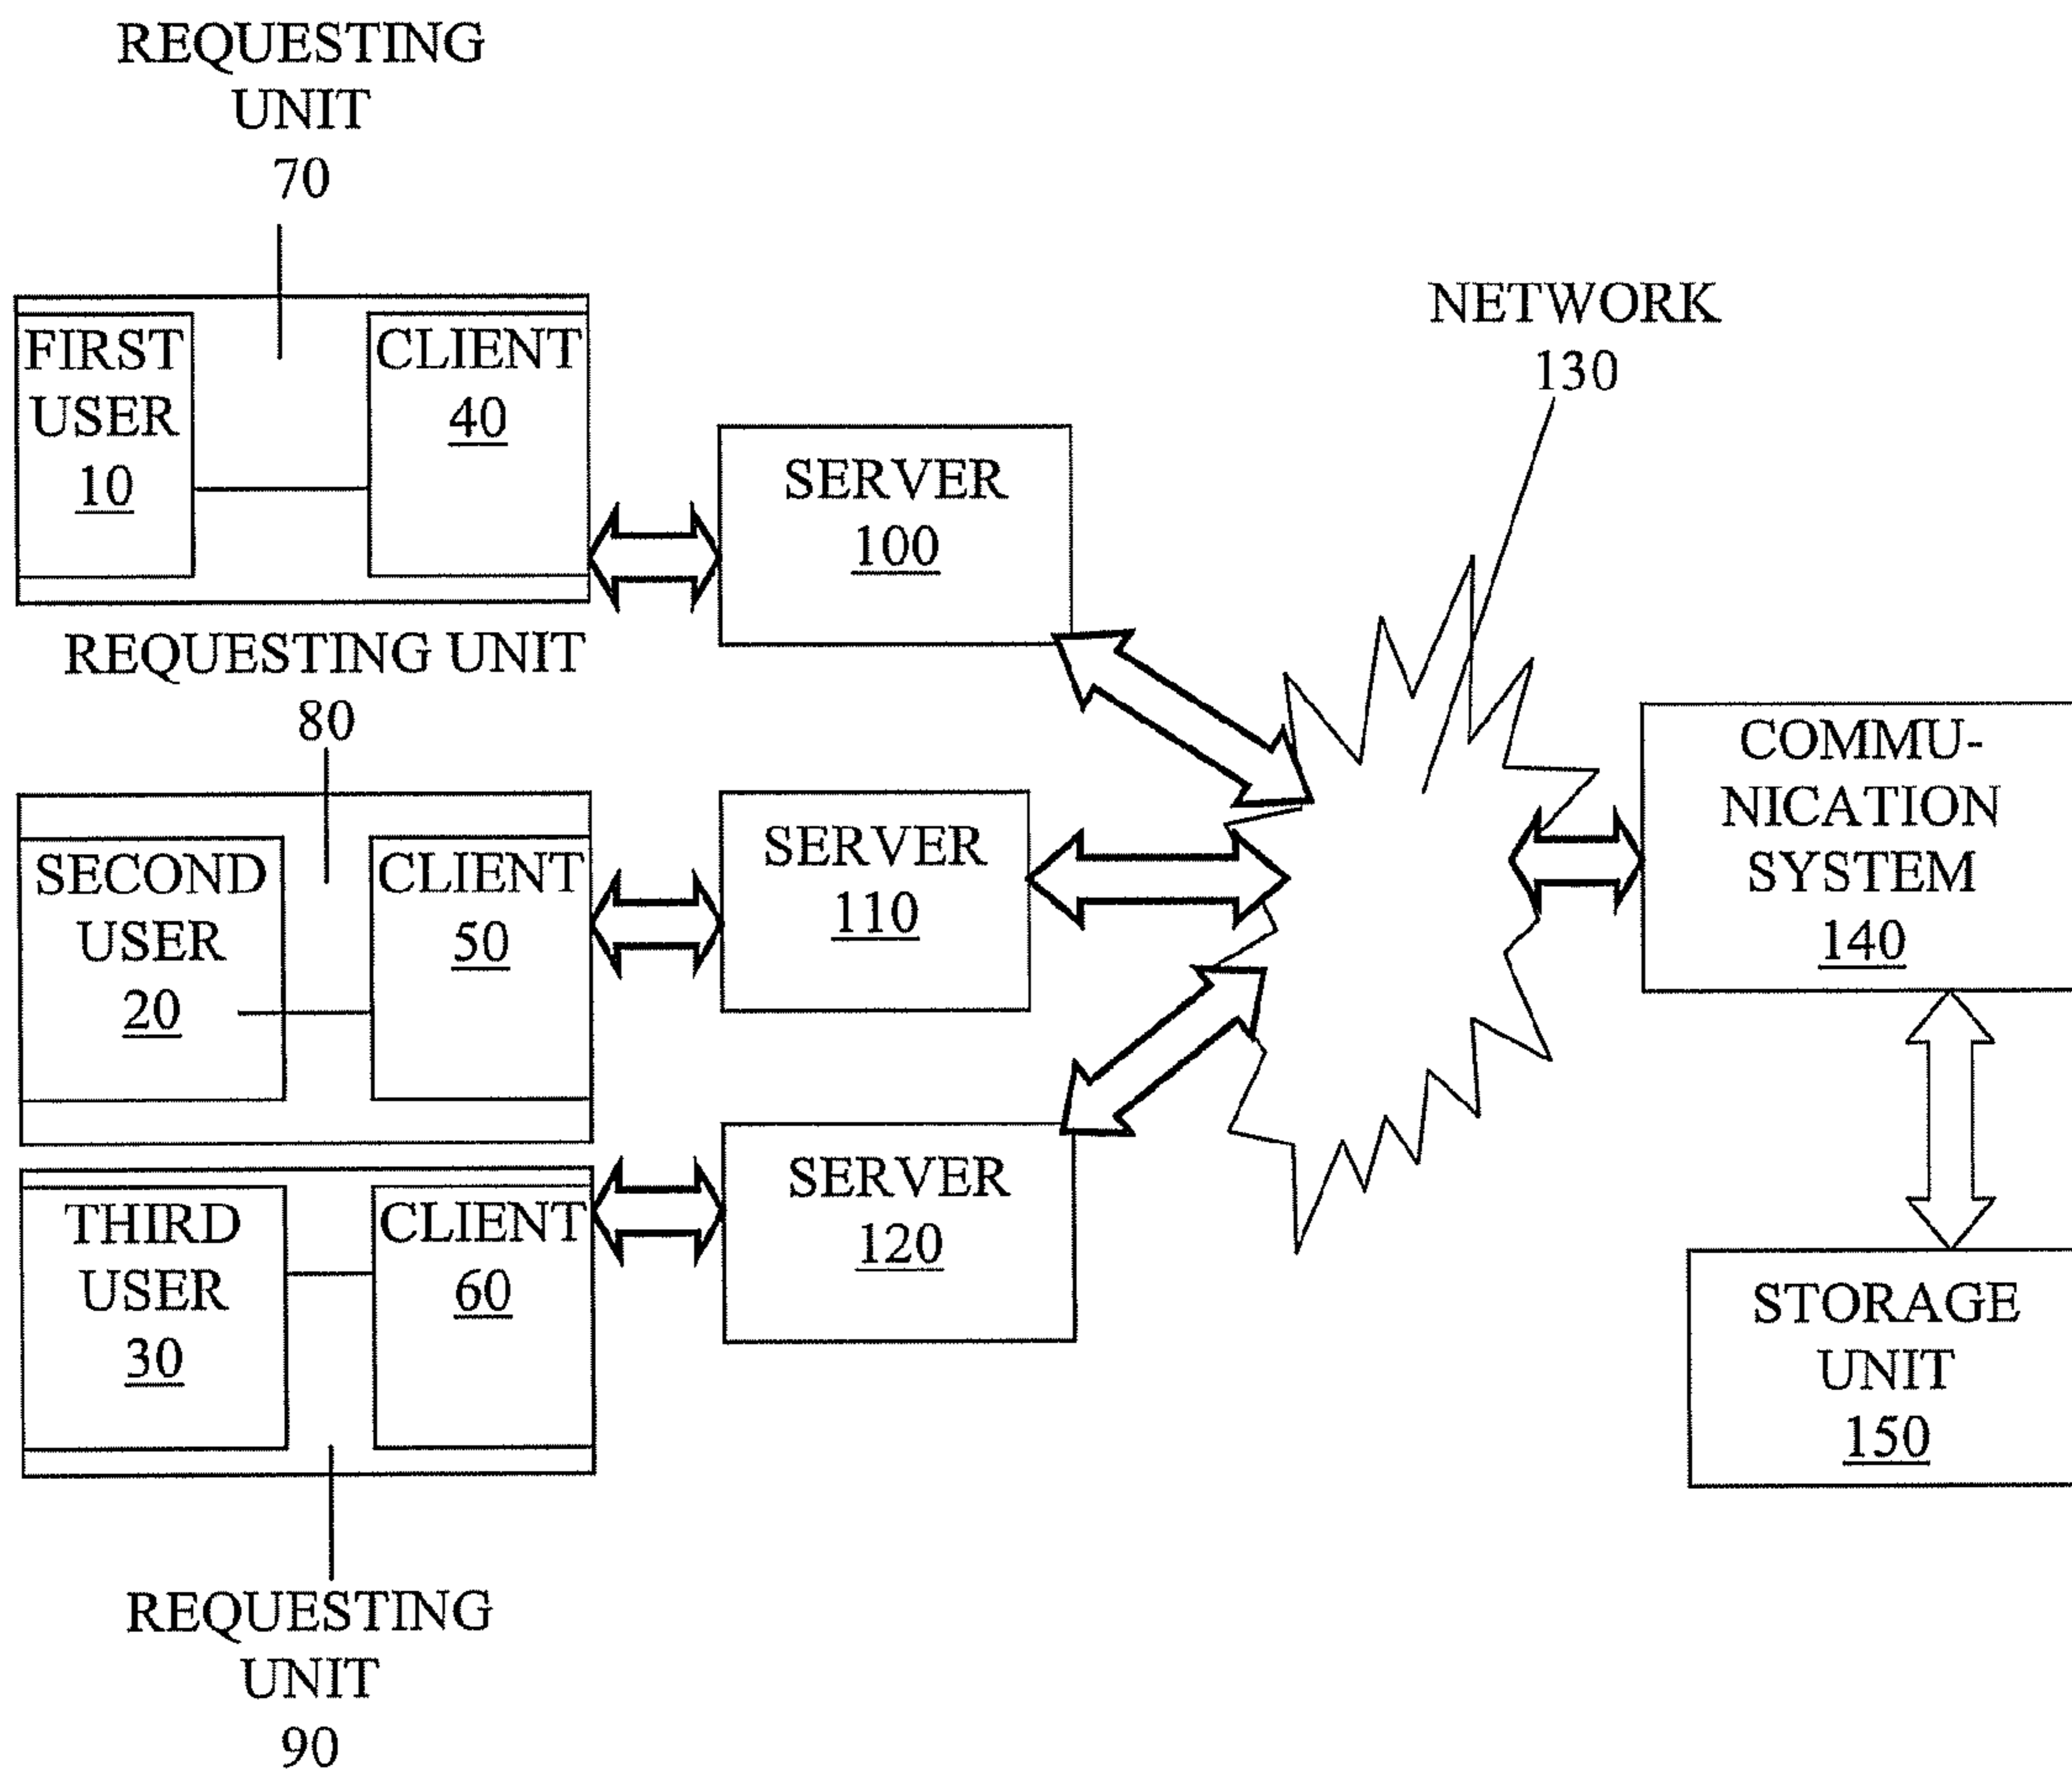 REQUESTING
UNIT
70
FIRST
USER
10
CLIENT
40
SERVER
100
NETWORK
130
REQUESTING UNIT
80
SECOND
USER
20
CLIENT
50
SERVER
110
COMMU-
NICATION
SYSTEM
140
THIRD
USER
30
CLIENT
60
SERVER
120
STORAGE
UNIT
150
REQUESTING
UNIT
90